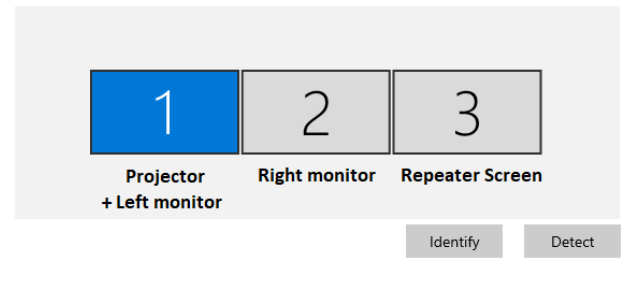 1 2 3
Projector Right monitor Repeater Screen
+ Left monitor
Identify Detect